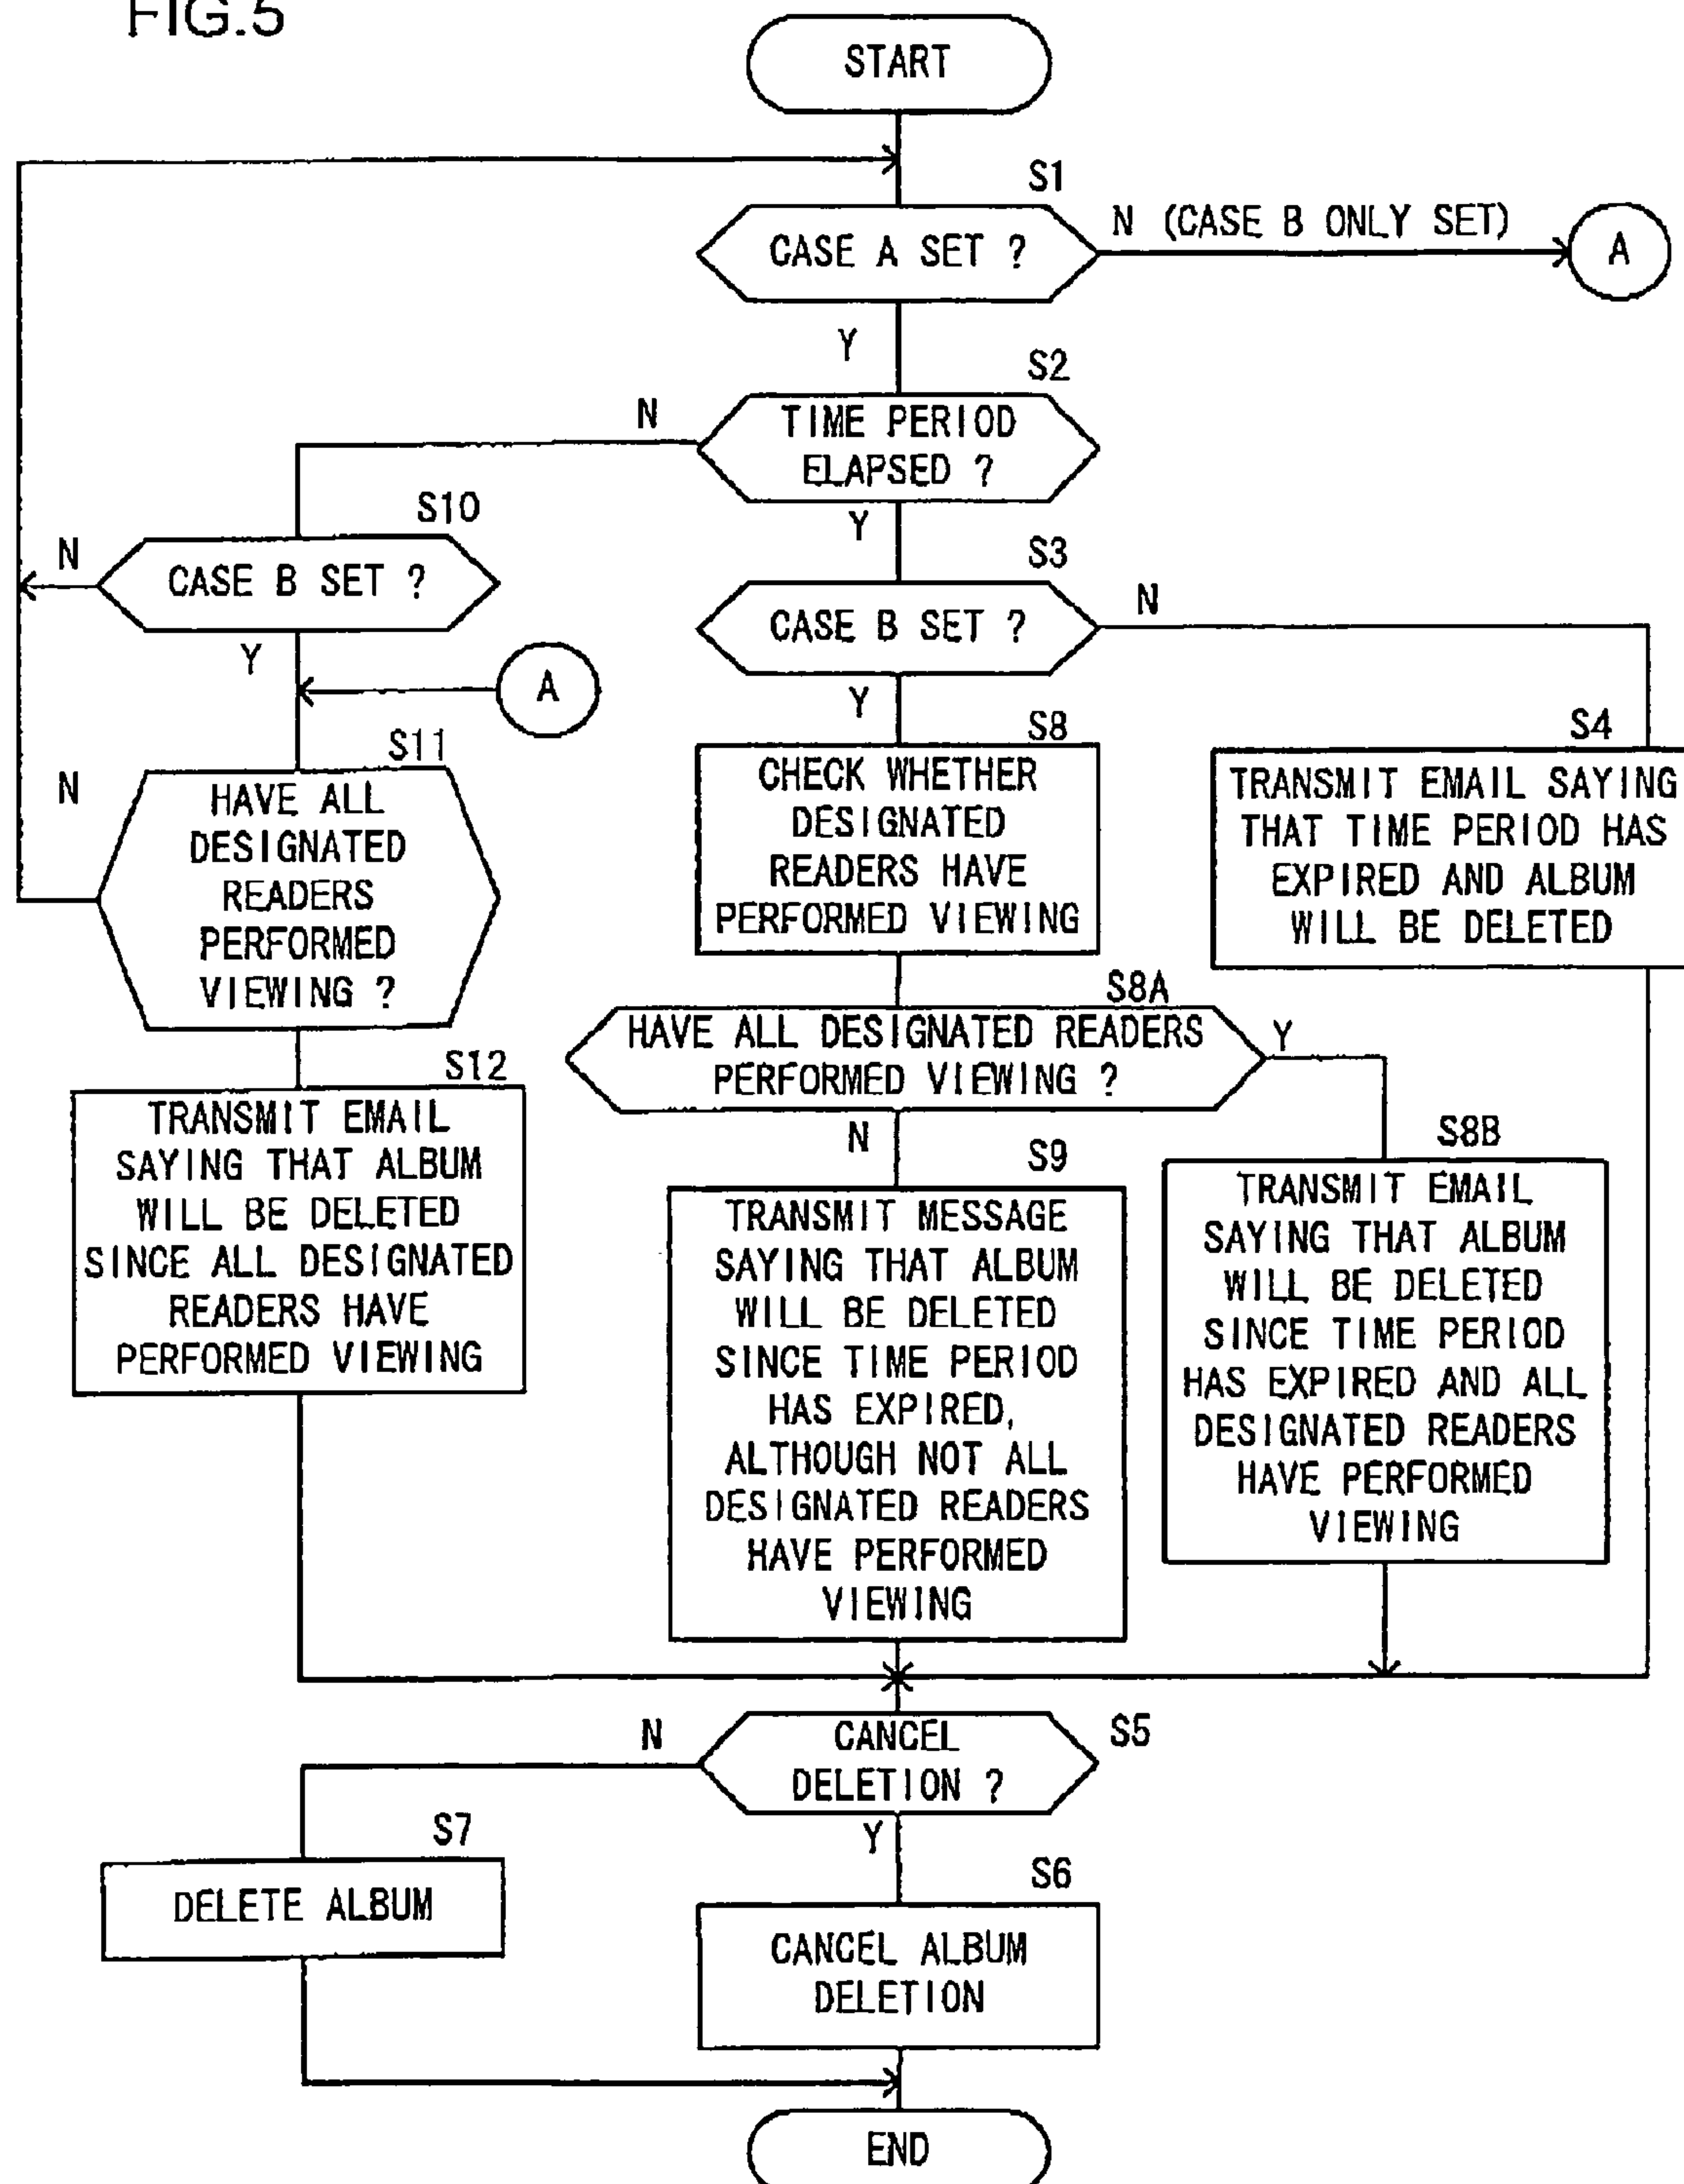 FIG.5
START
S1
CASE A SET ?
N (CASE B ONLY SET)
A
Y
S2
TIME PERIOD
ELAPSED ?
N
Y
S10
CASE B SET ?
N
Y
A
S3
CASE B SET ?
N
Y
S11
HAVE ALL
DESIGNATED
READERS
PERFORMED
VIEWING ?
N
S8
CHECK WHETHER
DESIGNATED
READERS HAVE
PERFORMED VIEWING
S4
TRANSMIT EMAIL SAYING
THAT TIME PERIOD HAS
EXPIRED AND ALBUM
WILL BE DELETED
S8A
HAVE ALL DESIGNATED READERS
PERFORMED VIEWING ?
Y
N
S12
TRANSMIT EMAIL
SAYING THAT ALBUM
WILL BE DELETED
SINCE ALL DESIGNATED
READERS HAVE
PERFORMED VIEWING
S9
TRANSMIT MESSAGE
SAYING THAT ALBUM
WILL BE DELETED
SINCE TIME PERIOD
HAS EXPIRED,
ALTHOUGH NOT ALL
DESIGNATED READERS
HAVE PERFORMED
VIEWING
S8B
TRANSMIT EMAIL
SAYING THAT ALBUM
WILL BE DELETED
SINCE TIME PERIOD
HAS EXPIRED AND ALL
DESIGNATED READERS
HAVE PERFORMED
VIEWING
S5
CANCEL
DELETION ?
N
Y
S7
DELETE ALBUM
S6
CANCEL ALBUM
DELETION
END